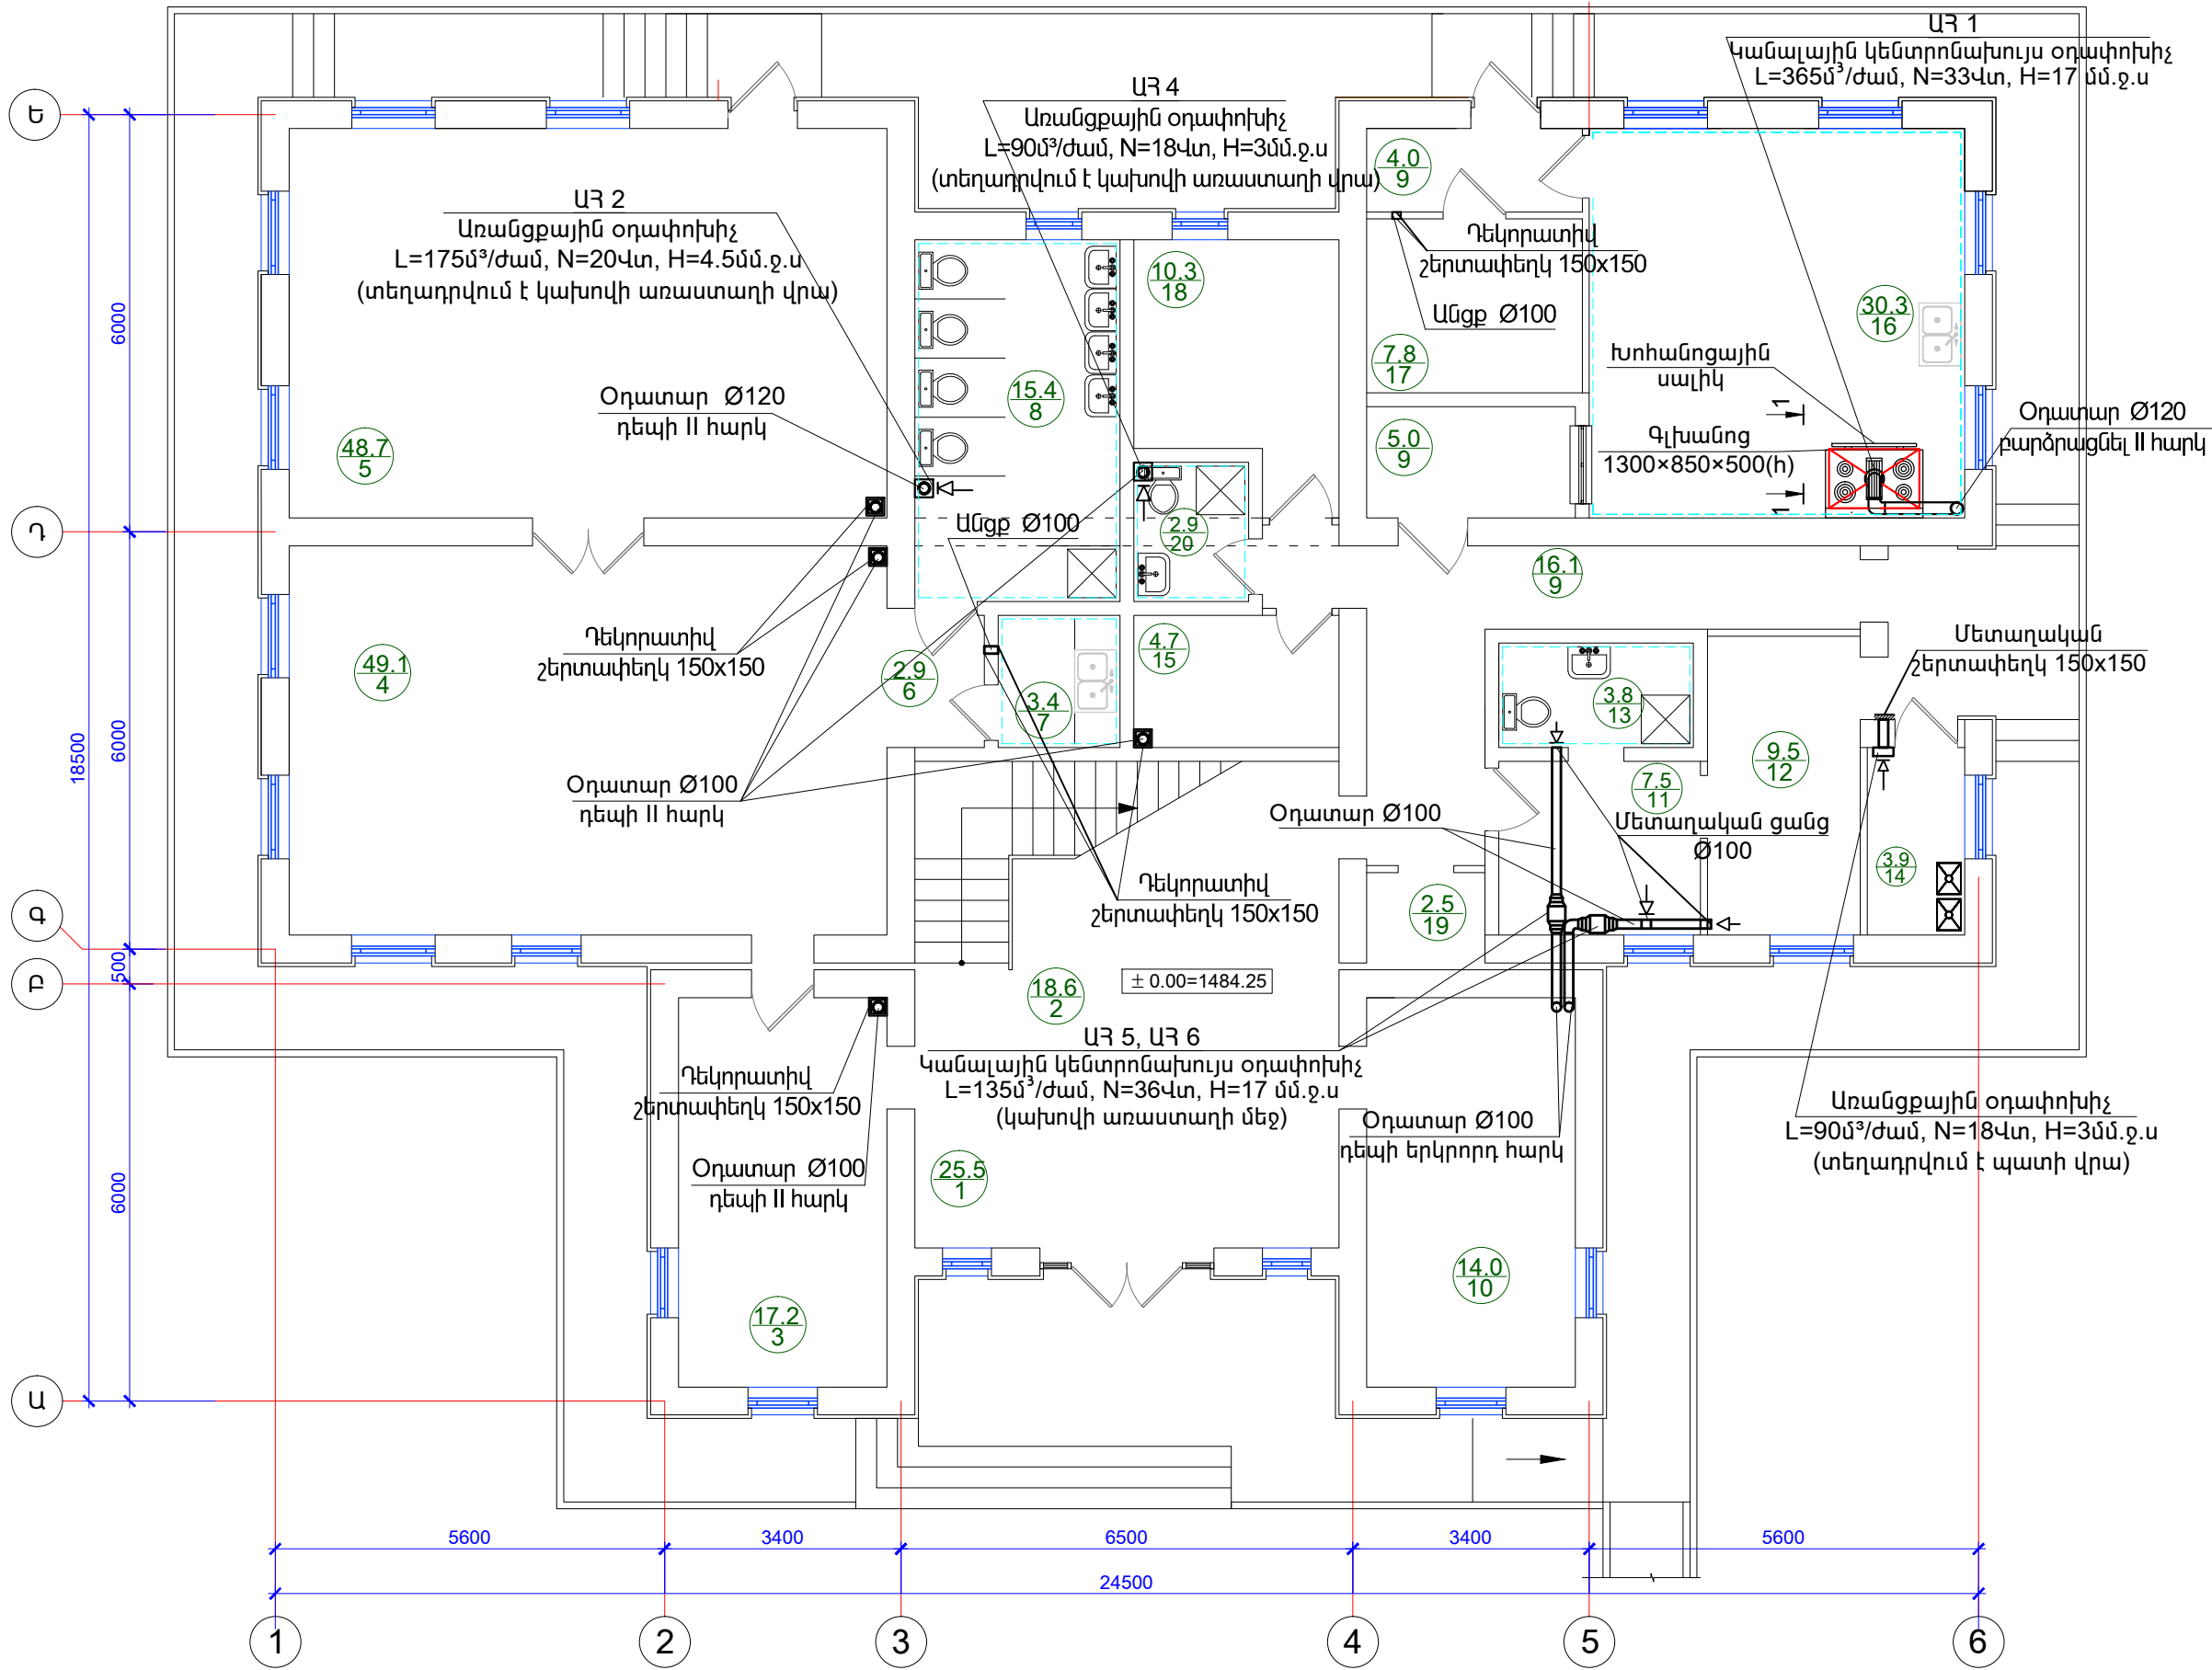 ԱՀ 1
Կանալային կենտրոնախույս օդափոխիչ
L=365մ³/ժամ, N=33Վտ, H=17 մմ.ջ.ս
ԱՀ 4
Առանցքային օդափոխիչ
L=90մ³/ժամ, N=18Վտ, H=3մմ.ջ.ս
(տեղադրվում է կախովի առաստաղի վրա)
ԱՀ 2
Առանցքային օդափոխիչ
L=175մ³/ժամ, N=20Վտ, H=4.5մմ.ջ.ս
(տեղադրվում է կախովի առաստաղի վրա)
Ե
4.0
9
Դեկորատիվ
շերտափեղկ 150x150
Անցք Ø100
10.3
18
30.3
16
6000
7.8
17
Խոհանոցային
սալիկ
Օդատար Ø120
դեպի II հարկ
15.4
8
Օդատար Ø120
բարձրացնել II հարկ
1
Գլխանոց
1300×850×500(h)
1
48.7
5
5.0
9
Դ
Անցք Ø100
2.9
20
16.1
9
Դեկորատիվ
շերտափեղկ 150x150
4.7
15
Մետաղական
շերտափեղկ 150x150
49.1
4
2.9
6
3.4
7
3.8
13
18500
6000
9.5
12
7.5
11
Օդատար Ø100
դեպի II հարկ
Օդատար Ø100
Մետաղական ցանց
Ø100
3.9
14
Դեկորատիվ
շերտափեղկ 150x150
2.5
19
Գ
500
Բ
18.6
2
± 0.00=1484.25
ԱՀ 5, ԱՀ 6
Կանալային կենտրոնախույս օդափոխիչ
L=135մ³/ժամ, N=36Վտ, H=17 մմ.ջ.ս
(կախովի առաստաղի մեջ)
Դեկորատիվ
շերտափեղկ 150x150
Օդատար Ø100
դեպի երկրորդ հարկ
Առանցքային օդափոխիչ
L=90մ³/ժամ, N=18Վտ, H=3մմ.ջ.ս
(տեղադրվում է պատի վրա)
Օդատար Ø100
դեպի II հարկ
6000
25.5
1
14.0
10
17.2
3
Ա
5600
3400
6500
3400
5600
24500
1
2
3
4
5
6